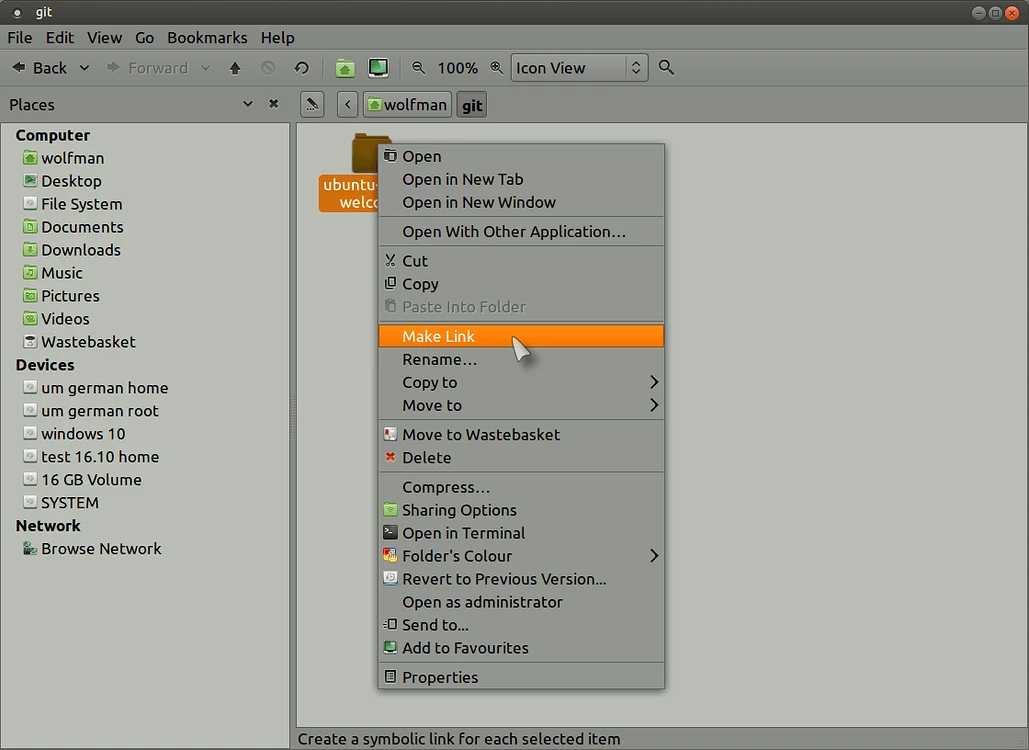 git
File Edit View Go Bookmarks Help
Back Forward 100% Icon View
Places
wolfman git
Computer
wolfman
Desktop
File System
Documents
Downloads
Music
Pictures
Videos
Wastebasket
Devices
um german home
um german root
windows 10
test 16.10 home
16 GB Volume
SYSTEM
Network
Browse Network
ubuntu-
welco
Open
Open in New Tab
Open in New Window
Open With Other Application...
Cut
Copy
Paste Into Folder
Make Link
Rename...
Copy to
Move to
Move to Wastebasket
Delete
Compress...
Sharing Options
Open in Terminal
Folder's Colour
Revert to Previous Version...
Open as administrator
Send to...
Add to Favourites
Properties
Create a symbolic link for each selected item